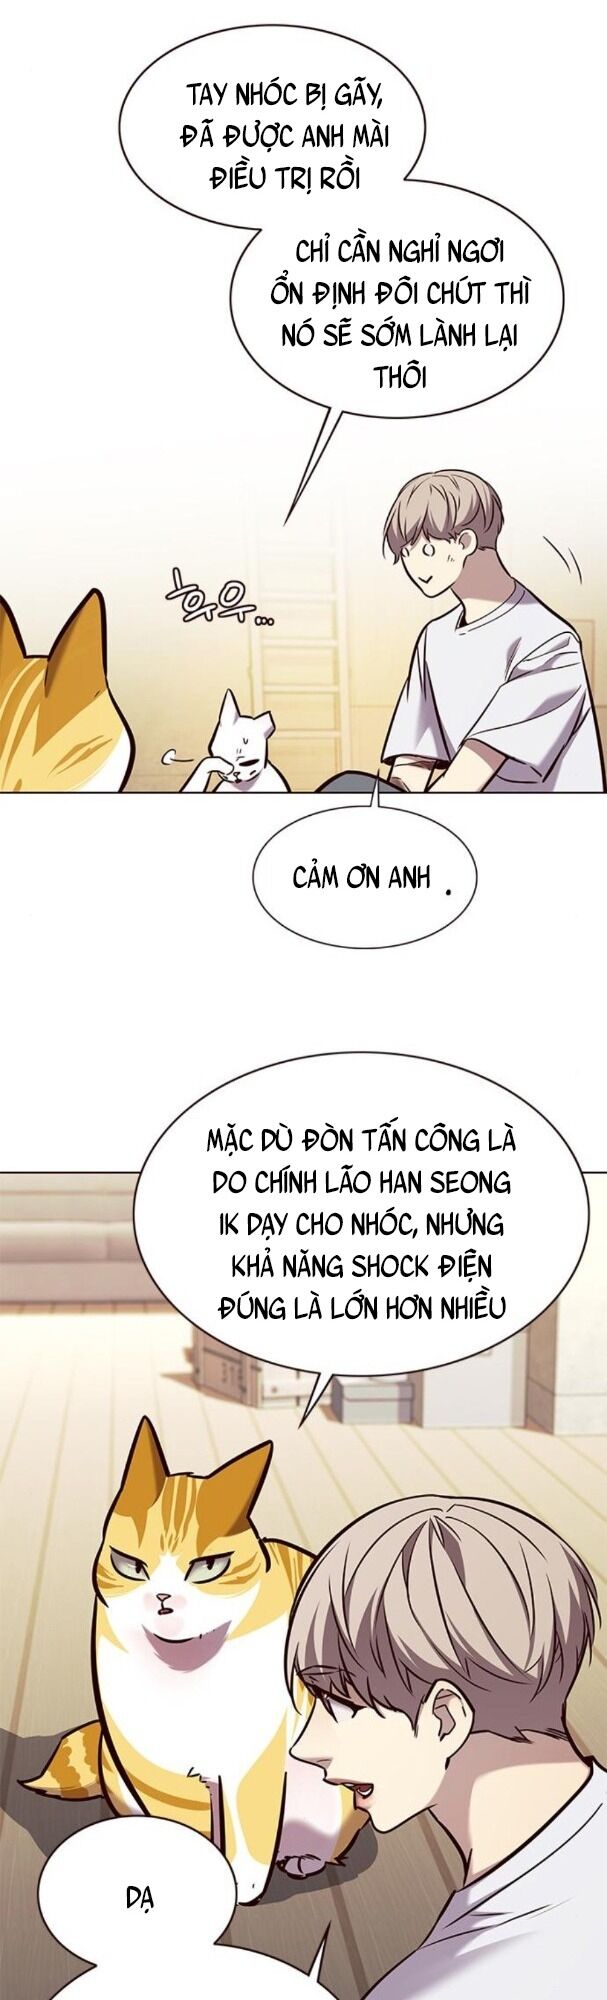 TAY NHÓC BỊ GÃY,
ĐÃ ĐƯỢC ANH MÀI
ĐIỀU TRỊ RỒI
CHỈ CẦN NGHỈ NGƠI
ỔN ĐỊNH ĐÔI CHÚT THÌ
NÓ SẼ SỚM LÀNH LẠI
THÔI
휴우...
CẢM ƠN ANH .
MẶC DÙ ĐÒN TẤN CÔNG LÀ
DO CHÍNH LÃO HAN SEONG
IK DẠY CHO NHÓC, NHƯNG
KHẢ NĂNG SHOCK ĐIỆN
ĐÚNG LÀ LỚN HƠN NHIỀU
DẠ